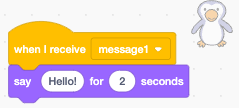 when I receive message1
say Hello! for 2 seconds